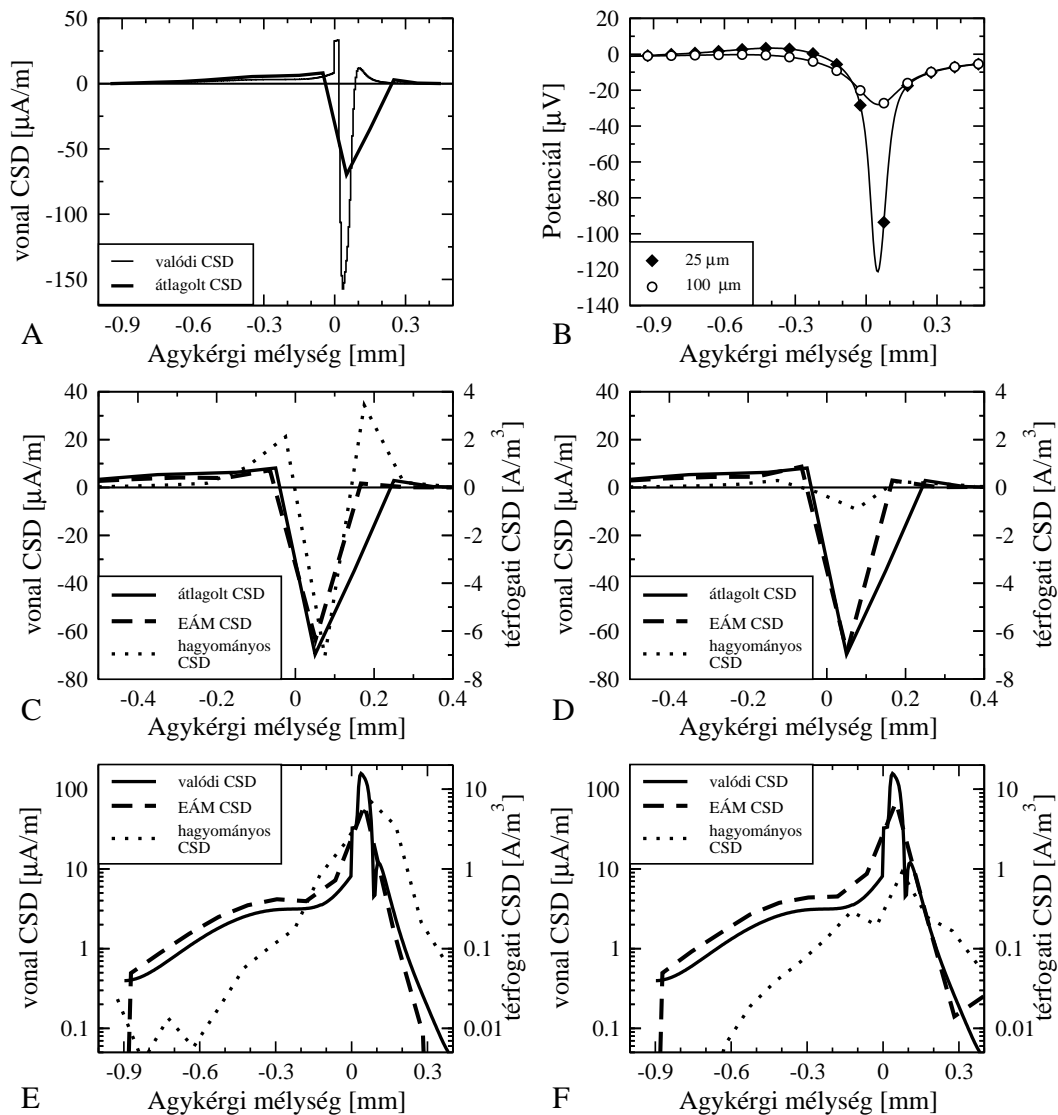 50
0
-50
-100
-150
vonal CSD [μA/m]
valódi CSD
átlagolt CSD
-0.9 -0.6 -0.3 0 0.3
A
Agykérgi mélység [mm]
20
0
-20
-40
-60
-80
-100
-120
-140
Potenciál [μV]
25 μm
100 μm
-0.9 -0.6 -0.3 0 0.3
B
Agykérgi mélység [mm]
40
20
0
-20
-40
-60
-80
vonal CSD [μA/m]
4
2
0
-2
-4
-6
-8
térfogati CSD [A/m³]
átlagolt CSD
EÁM CSD
hagyományos
CSD
-0.4 -0.2 0 0.2 0.4
C
Agykérgi mélység [mm]
40
20
0
-20
-40
-60
-80
vonal CSD [μA/m]
4
2
0
-2
-4
-6
-8
térfogati CSD [A/m³]
átlagolt CSD
EÁM CSD
hagyományos
CSD
-0.4 -0.2 0 0.2 0.4
D
Agykérgi mélység [mm]
100
10
1
0.1
vonal CSD [μA/m]
10
1
0.1
0.01
térfogati CSD [A/m³]
valódi CSD
EÁM CSD
hagyományos
CSD
-0.9 -0.6 -0.3 0 0.3
E
Agykérgi mélység [mm]
100
10
1
0.1
vonal CSD [μA/m]
10
1
0.1
0.01
térfogati CSD [A/m³]
valódi CSD
EÁM CSD
hagyományos
CSD
-0.9 -0.6 -0.3 0 0.3
F
Agykérgi mélység [mm]